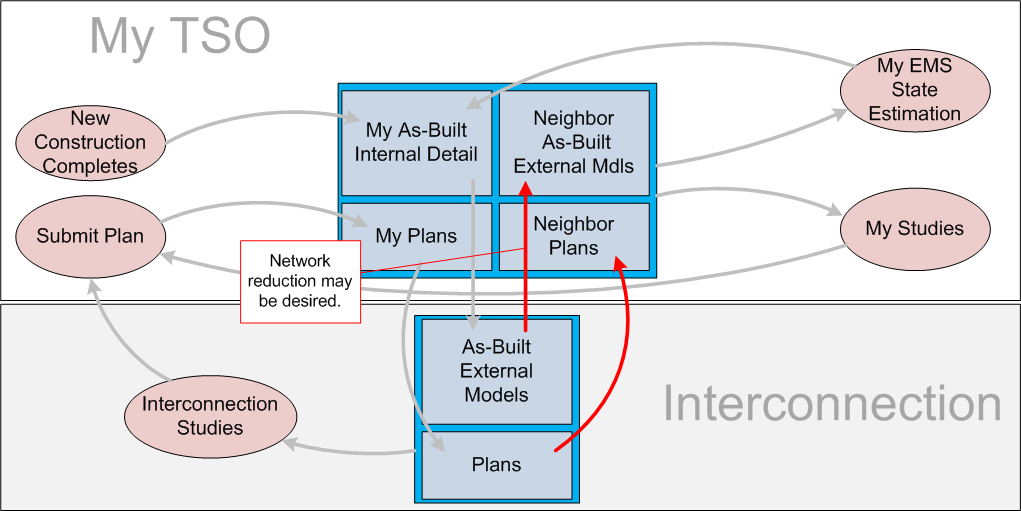 My TSO
New
Construction
Completes
Submit Plan
My As-Built
Internal Detail
Neighbor
As-Built
External Mdls
My Plans
Neighbor
Plans
My EMS
State
Estimation
My Studies
Network
reduction may
be desired.
As-Built
External
Models
Plans
Interconnection
Studies
Interconnection